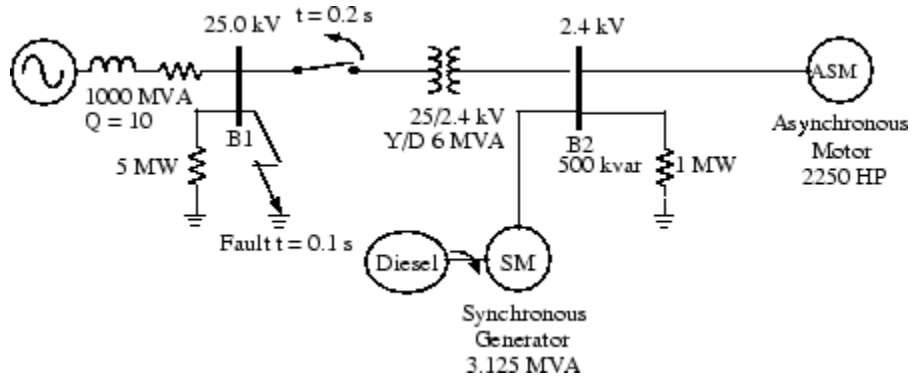 25.0 kV
t = 0.2 s
2.4 kV
1000 MVA
Q = 10
B1
5 MW
Fault t = 0.1 s
25/2.4 kV
Y/D 6 MVA
B2
500 kvar
1 MW
ASM
Asynchronous
Motor
2250 HP
Diesel
SM
Synchronous
Generator
3.125 MVA